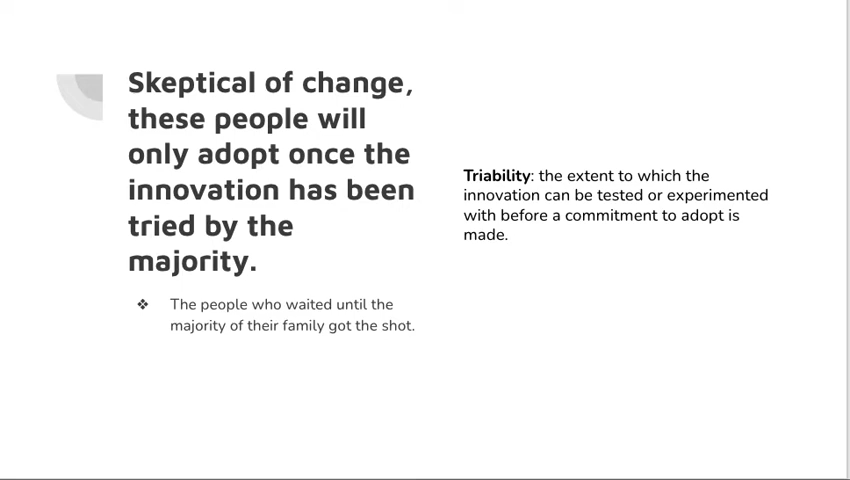 Skeptical of change,
these people will
only adopt once the
innovation has been
tried by the
majority.
❖ The people who waited until the
majority of their family got the shot.
Triability: the extent to which the
innovation can be tested or experimented
with before a commitment to adopt is
made.